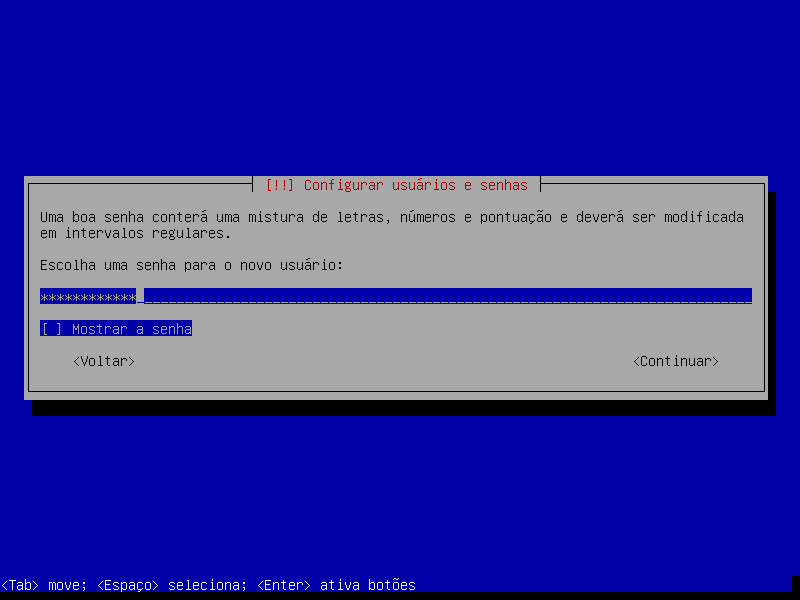 [!!] Configurar usuários e senhas
Uma boa senha conterá uma mistura de letras, números e pontuação e deverá ser modificada
em intervalos regulares.
Escolha uma senha para o novo usuário:
************
[ ] Mostrar a senha
<Voltar> <Continuar>
<Tab> move; <Espaço> seleciona; <Enter> ativa botões